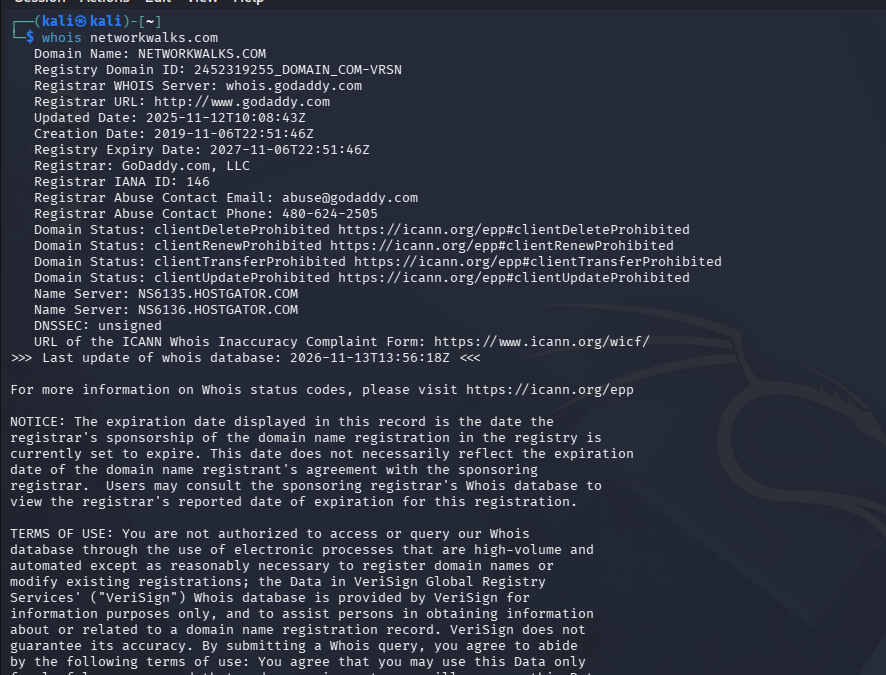 Session Actions Edit View Help
┌──(kali㉿kali)-[~]
└─$ whois networkwalks.com
Domain Name: NETWORKWALKS.COM
Registry Domain ID: 2452319255_DOMAIN_COM-VRSN
Registrar WHOIS Server: whois.godaddy.com
Registrar URL: http://www.godaddy.com
Updated Date: 2025-11-12T10:08:43Z
Creation Date: 2019-11-06T22:51:46Z
Registry Expiry Date: 2027-11-06T22:51:46Z
Registrar: GoDaddy.com, LLC
Registrar IANA ID: 146
Registrar Abuse Contact Email: abuse@godaddy.com
Registrar Abuse Contact Phone: 480-624-2505
Domain Status: clientDeleteProhibited https://icann.org/epp#clientDeleteProhibited
Domain Status: clientRenewProhibited https://icann.org/epp#clientRenewProhibited
Domain Status: clientTransferProhibited https://icann.org/epp#clientTransferProhibited
Domain Status: clientUpdateProhibited https://icann.org/epp#clientUpdateProhibited
Name Server: NS6135.HOSTGATOR.COM
Name Server: NS6136.HOSTGATOR.COM
DNSSEC: unsigned
URL of the ICANN Whois Inaccuracy Complaint Form: https://www.icann.org/wicf/
>>> Last update of whois database: 2026-11-13T13:56:18Z <<<
For more information on Whois status codes, please visit https://icann.org/epp
NOTICE: The expiration date displayed in this record is the date the
registrar's sponsorship of the domain name registration in the registry is
currently set to expire. This date does not necessarily reflect the expiration
date of the domain name registrant's agreement with the sponsoring
registrar.  Users may consult the sponsoring registrar's Whois database to
view the registrar's reported date of expiration for this registration.
TERMS OF USE: You are not authorized to access or query our Whois
database through the use of electronic processes that are high-volume and
automated except as reasonably necessary to register domain names or
modify existing registrations; the Data in VeriSign Global Registry
Services' ("VeriSign") Whois database is provided by VeriSign for
information purposes only, and to assist persons in obtaining information
about or related to a domain name registration record. VeriSign does not
guarantee its accuracy. By submitting a Whois query, you agree to abide
by the following terms of use: You agree that you may use this Data only